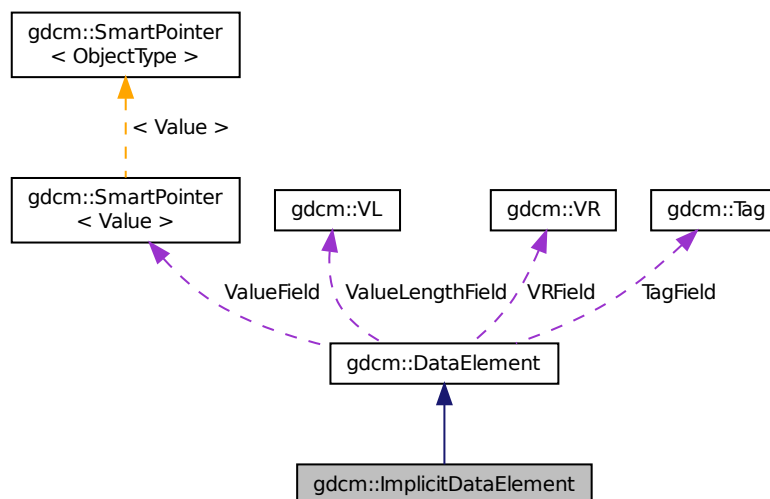 gdcm::SmartPointer
< ObjectType >
< Value >
gdcm::SmartPointer
< Value >
gdcm::VL
gdcm::VR
gdcm::Tag
ValueField
ValueLengthField
VRField
TagField
gdcm::DataElement
gdcm::ImplicitDataElement